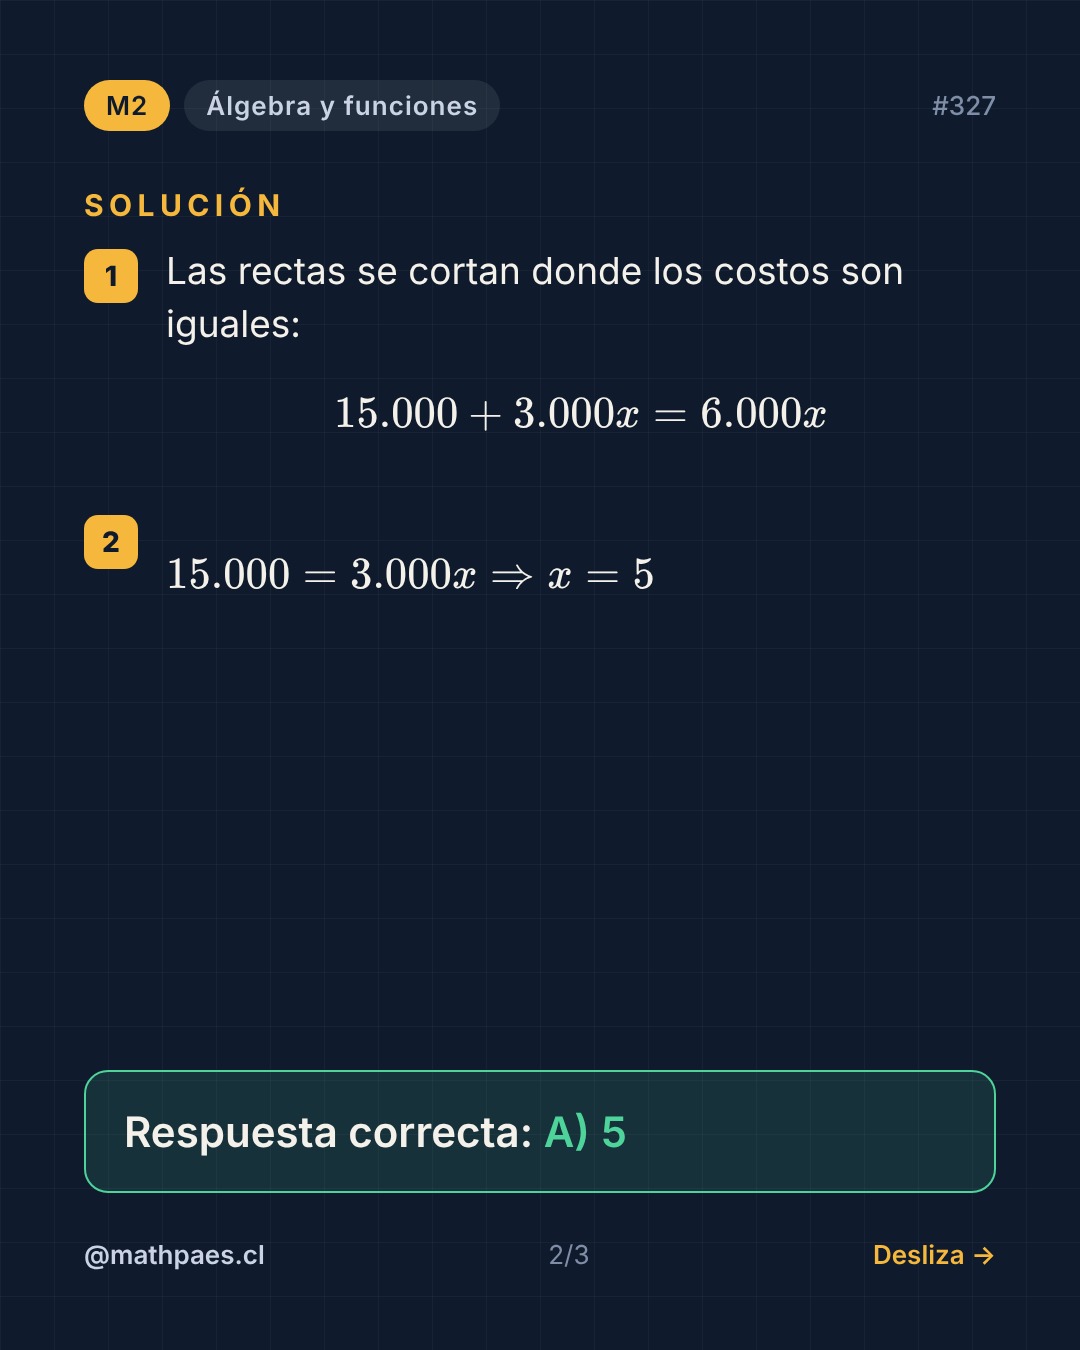 M2 Álgebra y funciones #327
SOLUCIÓN
1 Las rectas se cortan donde los costos son
iguales:
15.000 + 3.000x = 6.000x
2 15.000 = 3.000x ⇒ x = 5
Respuesta correcta: A) 5
@mathpaes.cl 2/3 Desliza →